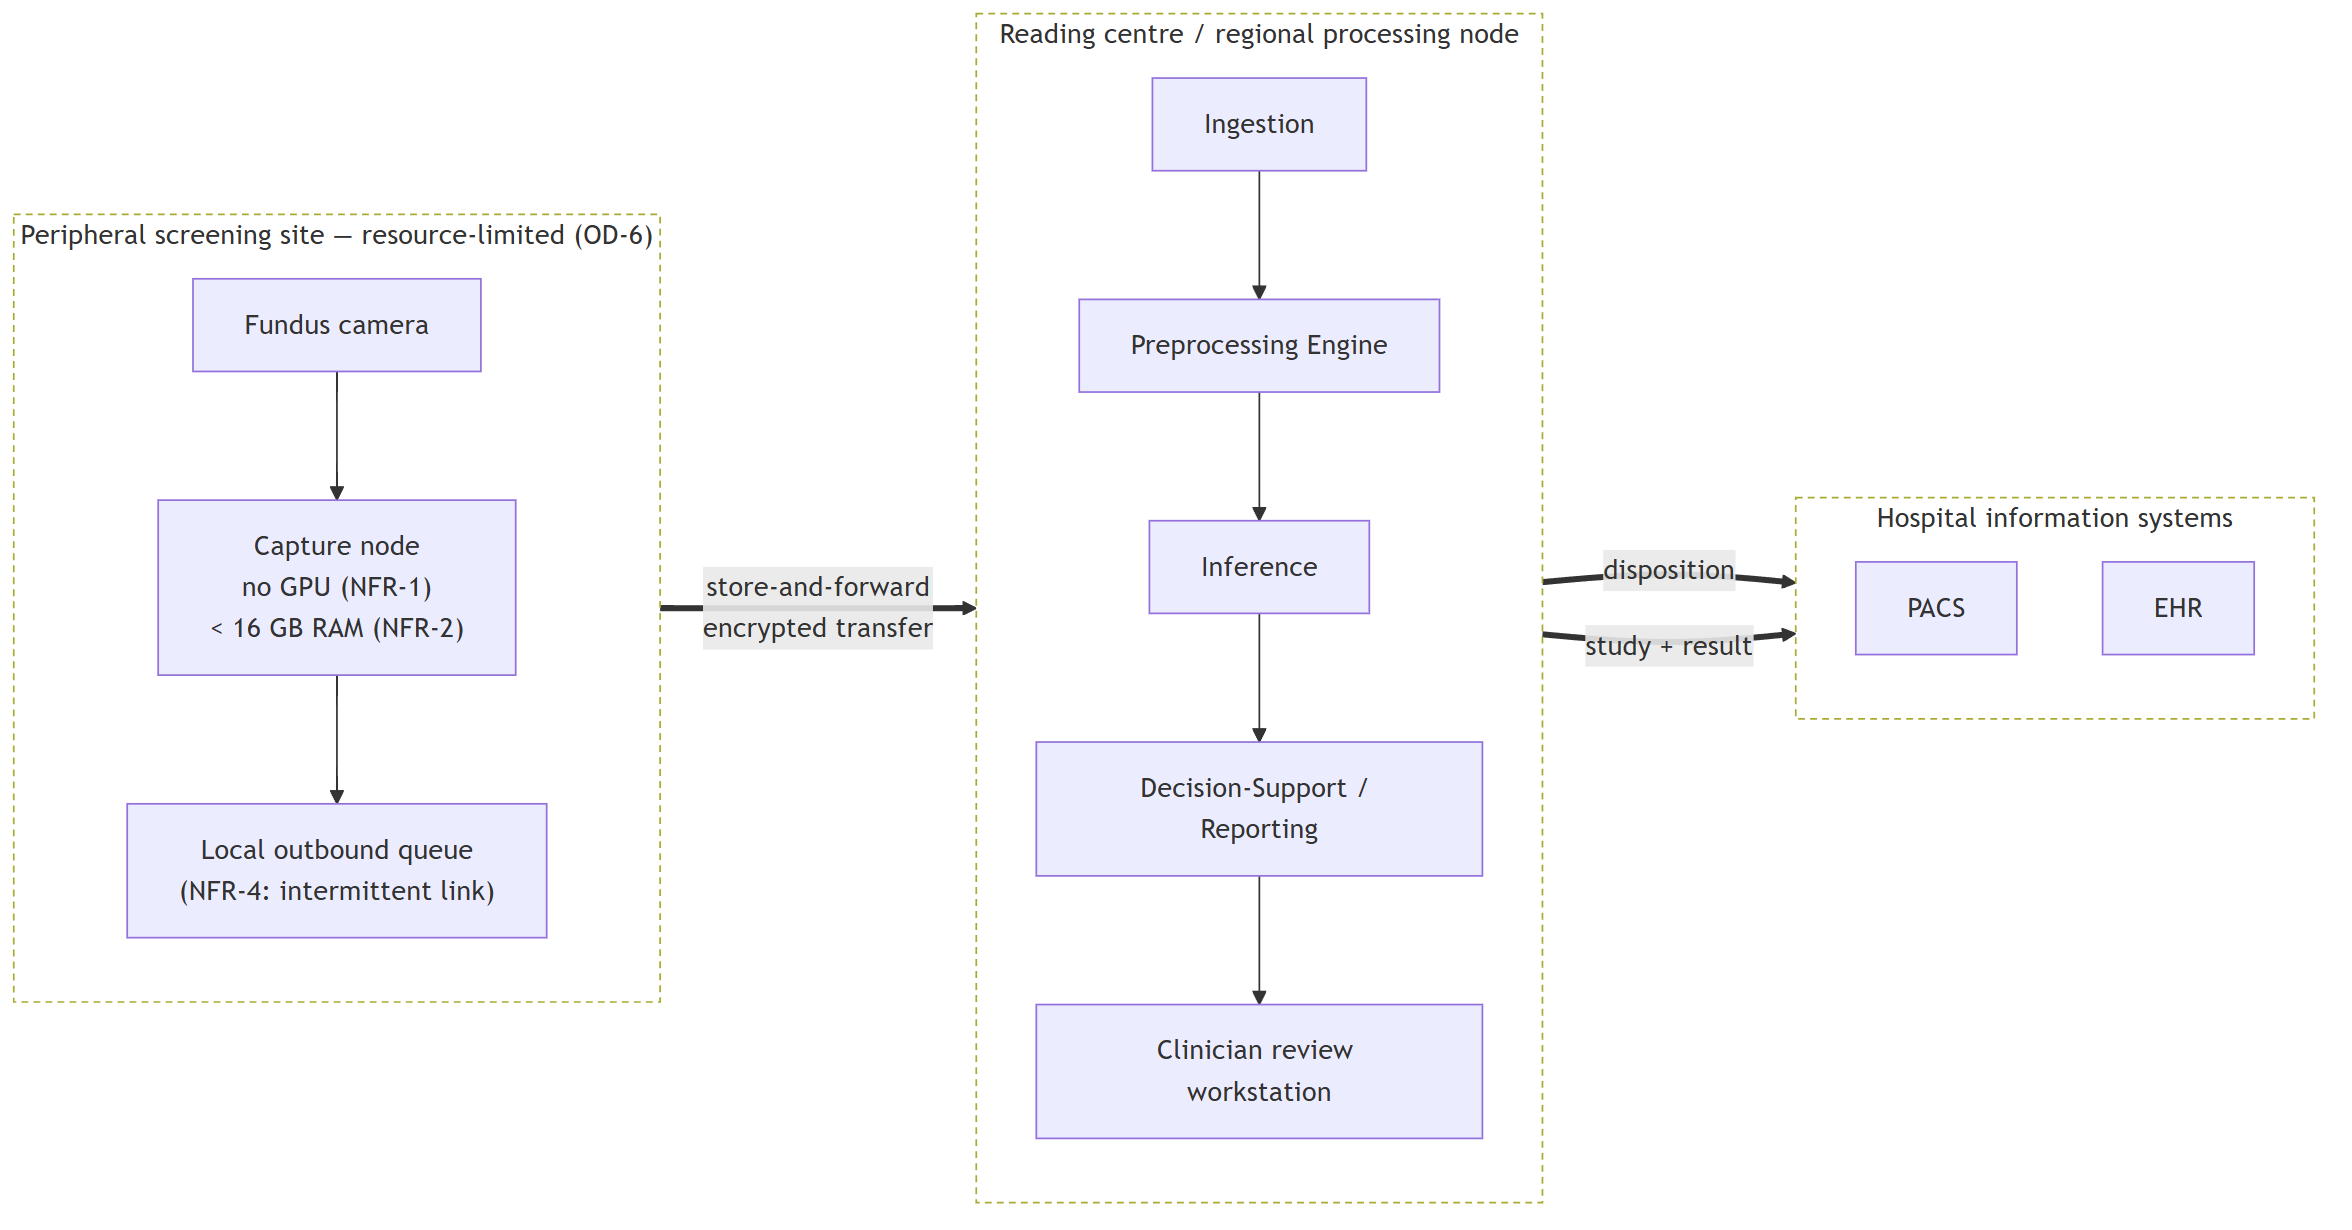 Peripheral screening site — resource-limited (OD-6)
Fundus camera
Capture node
no GPU (NFR-1)
< 16 GB RAM (NFR-2)
Local outbound queue
(NFR-4: intermittent link)
store-and-forward
encrypted transfer
Reading centre / regional processing node
Ingestion
Preprocessing Engine
Inference
Decision-Support /
Reporting
Clinician review
workstation
disposition
study + result
Hospital information systems
PACS
EHR